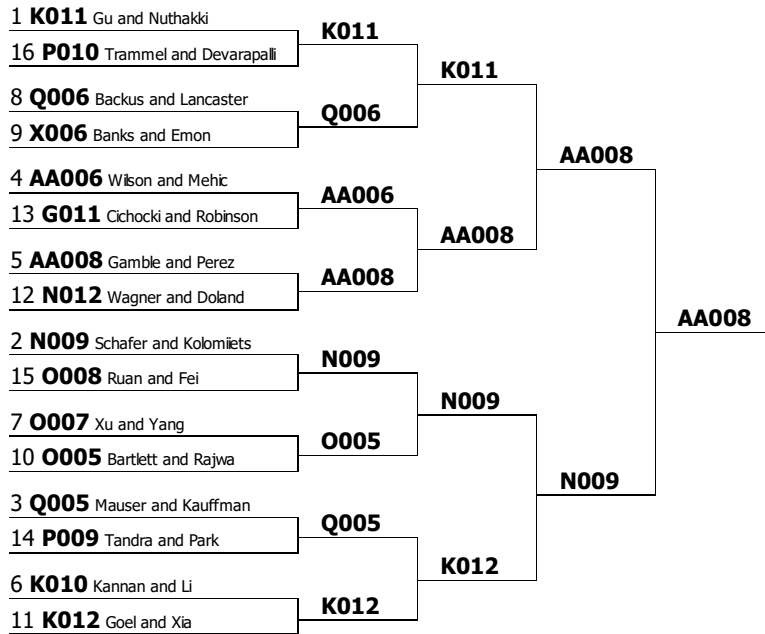 1 K011 Gu and Nuthakki
16 P010 Trammel and Devarapalli
8 Q006 Backus and Lancaster
9 X006 Banks and Emon
4 AA006 Wilson and Mehic
13 G011 Cichocki and Robinson
5 AA008 Gamble and Perez
12 N012 Wagner and Doland
2 N009 Schafer and Kolomiiets
15 O008 Ruan and Fei
7 O007 Xu and Yang
10 O005 Bartlett and Rajwa
3 Q005 Mauser and Kauffman
14 P009 Tandra and Park
6 K010 Kannan and Li
11 K012 Goel and Xia
K011
Q006
AA006
AA008
N009
O005
Q005
K012
K011
AA008
N009
K012
AA008
N009
AA008